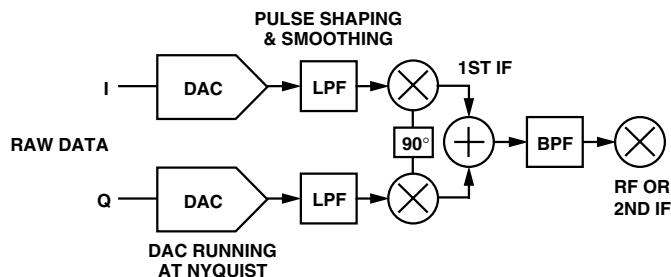 PULSE SHAPING
& SMOOTHING
I
DAC
LPF
1ST IF
RAW DATA
90°
BPF
Q
DAC
LPF
RF OR
2ND IF
DAC RUNNING
AT NYQUIST